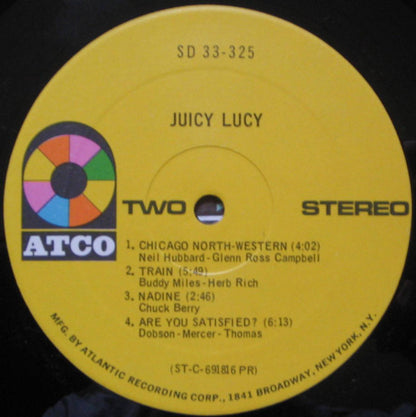 SD 33-325
JUICY LUCY
ATCO
TWO
STEREO
1. CHICAGO NORTH-WESTERN (4:02)
Neil Hubbard-Glenn Ross Campbell
2. TRAIN (5:49)
Buddy Miles-Herb Rich
3. NADINE (2:46)
Chuck Berry
4. ARE YOU SATISFIED? (6:13)
Dobson-Mercer-Thomas
(ST-C-691816 PR)
MFG. BY ATLANTIC RECORDING CORP., 1841 BROADWAY, NEW YORK, N.Y.